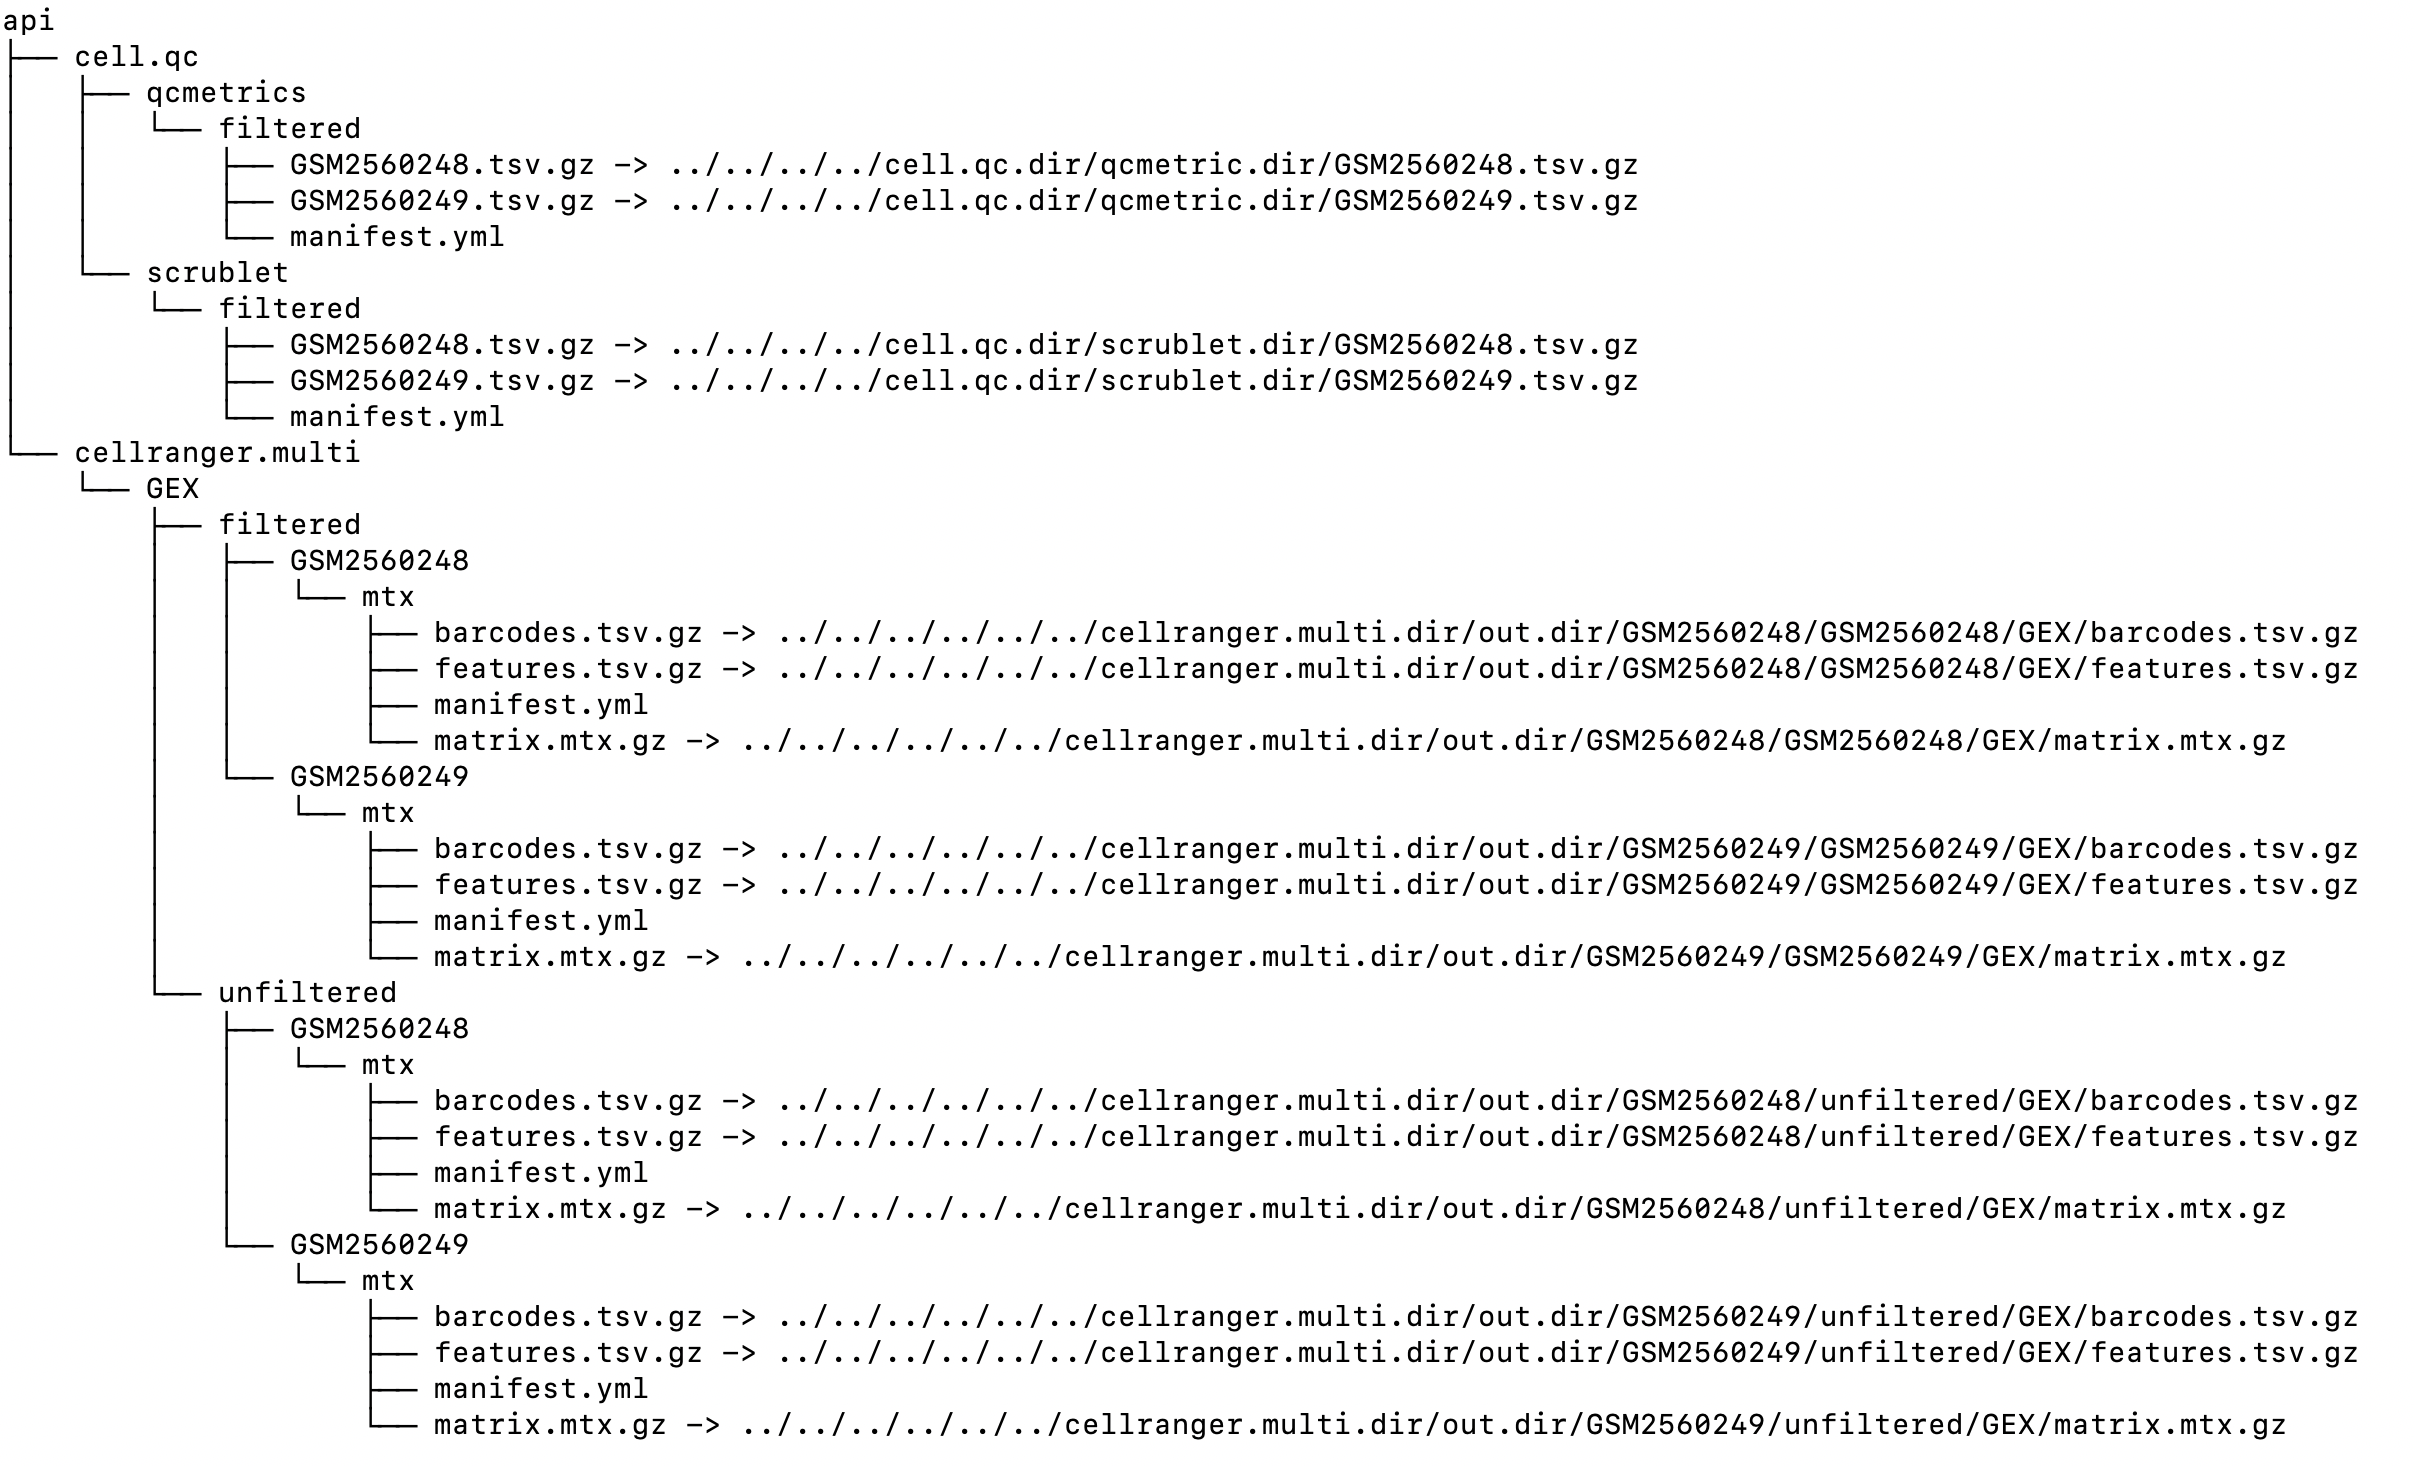 api
├── cell.qc
│   ├── qcmetrics
│   │   └── filtered
│   │       ├── GSM2560248.tsv.gz -> ../../../../cell.qc.dir/qcmetric.dir/GSM2560248.tsv.gz
│   │       ├── GSM2560249.tsv.gz -> ../../../../cell.qc.dir/qcmetric.dir/GSM2560249.tsv.gz
│   │       └── manifest.yml
│   └── scrublet
│       └── filtered
│           ├── GSM2560248.tsv.gz -> ../../../../cell.qc.dir/scrublet.dir/GSM2560248.tsv.gz
│           ├── GSM2560249.tsv.gz -> ../../../../cell.qc.dir/scrublet.dir/GSM2560249.tsv.gz
│           └── manifest.yml
└── cellranger.multi
    └── GEX
        ├── filtered
        │   ├── GSM2560248
        │   │   └── mtx
        │   │       ├── barcodes.tsv.gz -> ../../../../../../cellranger.multi.dir/out.dir/GSM2560248/GSM2560248/GEX/barcodes.tsv.gz
        │   │       ├── features.tsv.gz -> ../../../../../../cellranger.multi.dir/out.dir/GSM2560248/GSM2560248/GEX/features.tsv.gz
        │   │       ├── manifest.yml
        │   │       └── matrix.mtx.gz -> ../../../../../../cellranger.multi.dir/out.dir/GSM2560248/GSM2560248/GEX/matrix.mtx.gz
        │   └── GSM2560249
        │       └── mtx
        │           ├── barcodes.tsv.gz -> ../../../../../../cellranger.multi.dir/out.dir/GSM2560249/GSM2560249/GEX/barcodes.tsv.gz
        │           ├── features.tsv.gz -> ../../../../../../cellranger.multi.dir/out.dir/GSM2560249/GSM2560249/GEX/features.tsv.gz
        │           ├── manifest.yml
        │           └── matrix.mtx.gz -> ../../../../../../cellranger.multi.dir/out.dir/GSM2560249/GSM2560249/GEX/matrix.mtx.gz
        └── unfiltered
            ├── GSM2560248
            │   └── mtx
            │       ├── barcodes.tsv.gz -> ../../../../../../cellranger.multi.dir/out.dir/GSM2560248/unfiltered/GEX/barcodes.tsv.gz
            │       ├── features.tsv.gz -> ../../../../../../cellranger.multi.dir/out.dir/GSM2560248/unfiltered/GEX/features.tsv.gz
            │       ├── manifest.yml
            │       └── matrix.mtx.gz -> ../../../../../../cellranger.multi.dir/out.dir/GSM2560248/unfiltered/GEX/matrix.mtx.gz
            └── GSM2560249
                └── mtx
                    ├── barcodes.tsv.gz -> ../../../../../../cellranger.multi.dir/out.dir/GSM2560249/unfiltered/GEX/barcodes.tsv.gz
                    ├── features.tsv.gz -> ../../../../../../cellranger.multi.dir/out.dir/GSM2560249/unfiltered/GEX/features.tsv.gz
                    ├── manifest.yml
                    └── matrix.mtx.gz -> ../../../../../../cellranger.multi.dir/out.dir/GSM2560249/unfiltered/GEX/matrix.mtx.gz